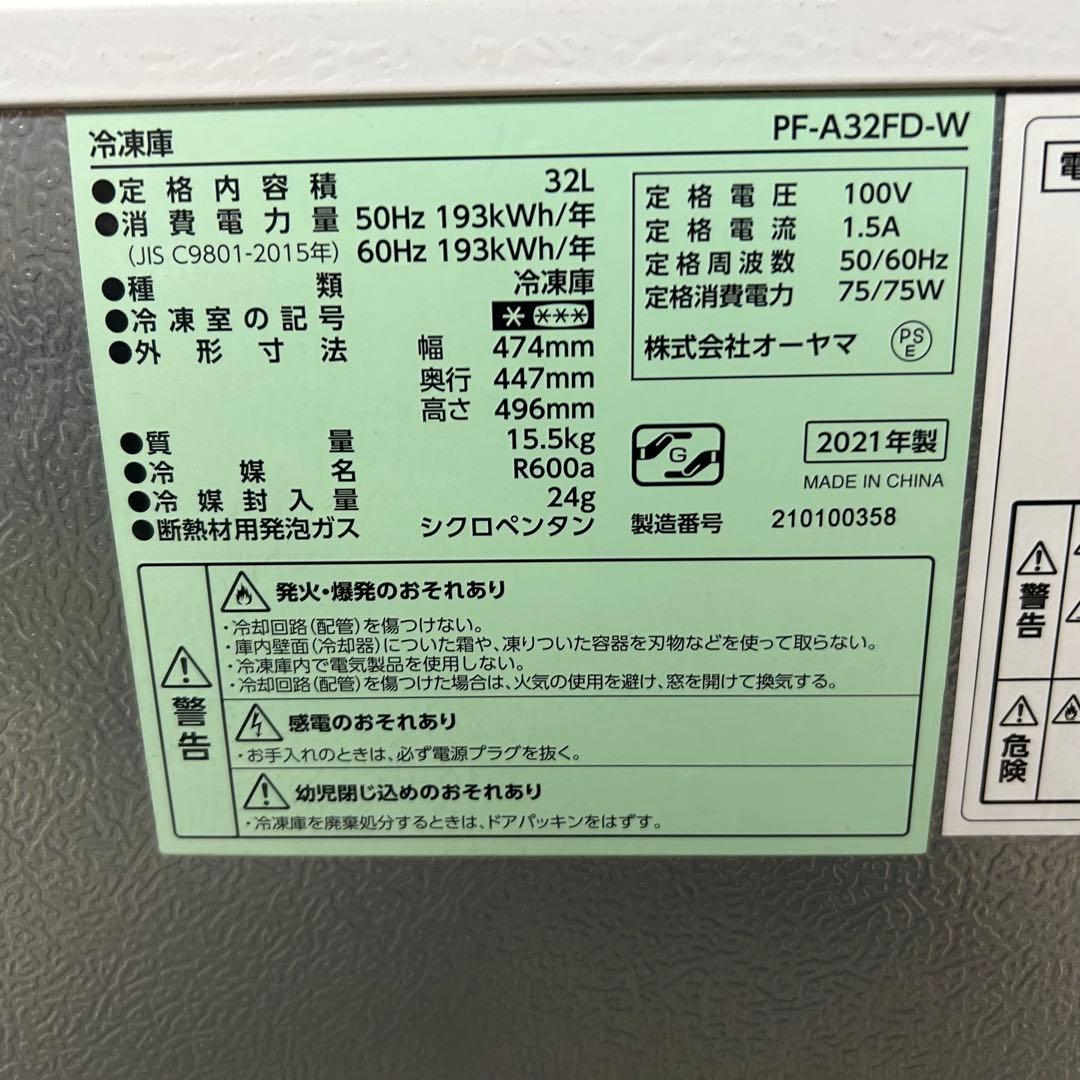 冷凍庫 PF-A32FD-W
●定格内容積 32L
●消費電力量 50Hz 193kWh/年
(JIS C9801-2015年) 60Hz 193kWh/年
●種類 冷凍庫
●冷凍室の記号
●外形寸法 幅 474mm
奥行 447mm
高さ 496mm
●質量 15.5kg
●冷媒名 R600a
●冷媒封入量 24g
●断熱材用発泡ガス シクロペンタン
定格電圧 100V
定格電流 1.5A
定格周波数 50/60Hz
定格消費電力 75/75W
株式会社オーヤマ PSE
G
2021年製
MADE IN CHINA
製造番号 210100358
警告
発火・爆発のおそれあり
・冷却回路(配管)を傷つけない。
・庫内壁面(冷却器)についた霜や、凍りついた容器を刃物などを使って取らない。
・冷凍庫内で電気製品を使用しない。
・冷却回路(配管)を傷つけた場合は、火気の使用を避け、窓を開けて換気する。
感電のおそれあり
・お手入れのときは、必ず電源プラグを抜く。
幼児閉じ込めのおそれあり
・冷凍庫を廃棄処分するときは、ドアパッキンをはずす。
電
警告
危険